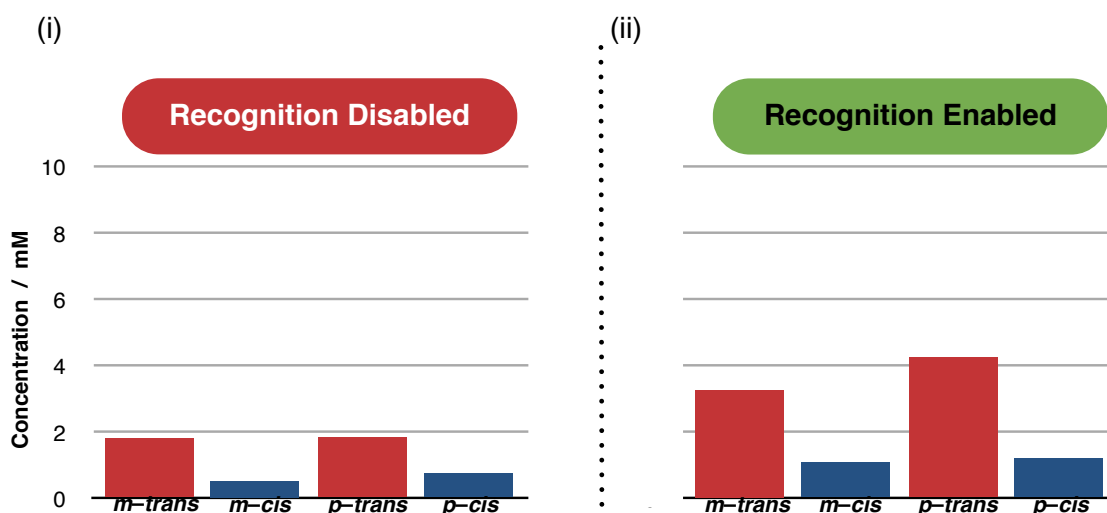 (i)
(ii)
Recognition Disabled
Recognition Enabled
Concentration / mM
10
8
6
4
2
0
m–trans m–cis p–trans p–cis
m–trans m–cis p–trans p–cis